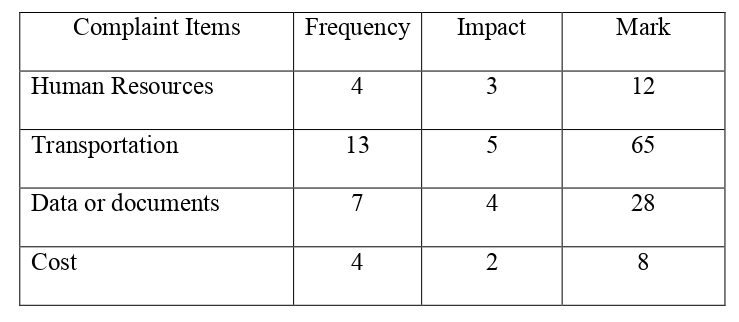 Complaint Items Frequency Impact Mark
Human Resources 4 3 12
Transportation 13 5 65
Data or documents 7 4 28
Cost 4 2 8